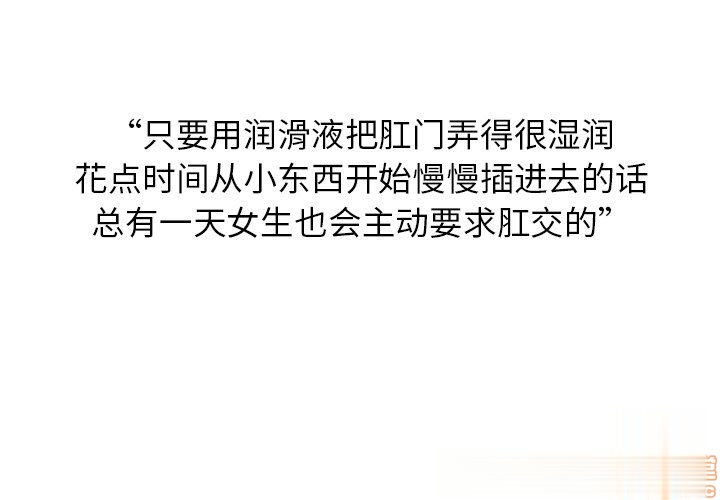 “只要用润滑液把肛门弄得很湿润
花点时间从小东西开始慢慢插进去的话
总有一天女生也会主动要求肛交的”